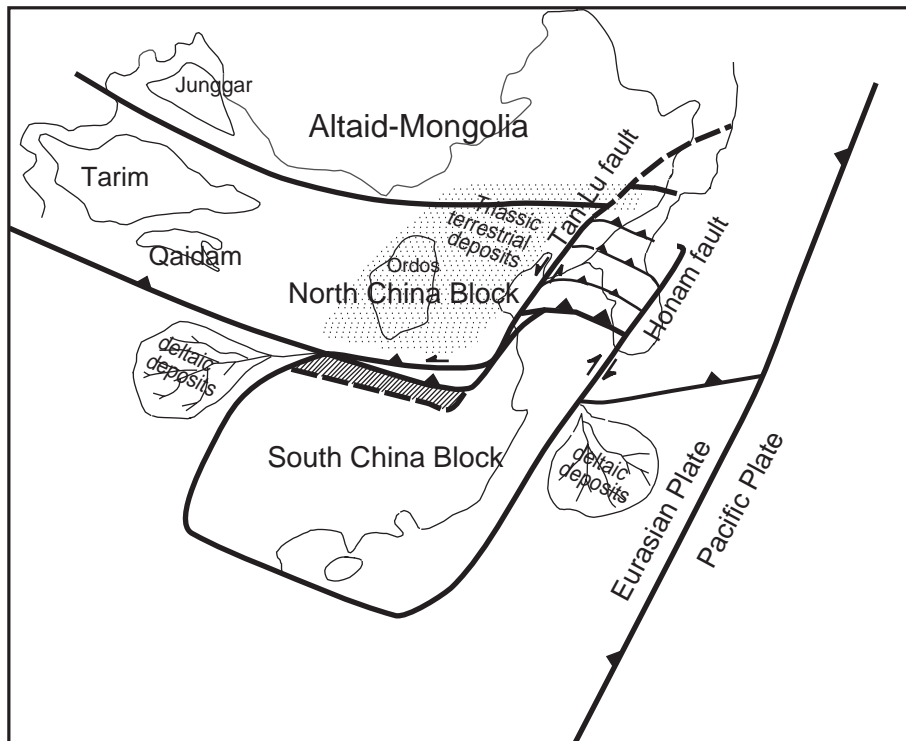 Junggar
Altaid-Mongolia
Tarim
Tan-Lu fault
Triassic
terrestrial
deposits
Qaidam
Ordos
North China Block
Honam fault
deltaic
deposits
South China Block
deltaic
deposits
Eurasian Plate
Pacific Plate